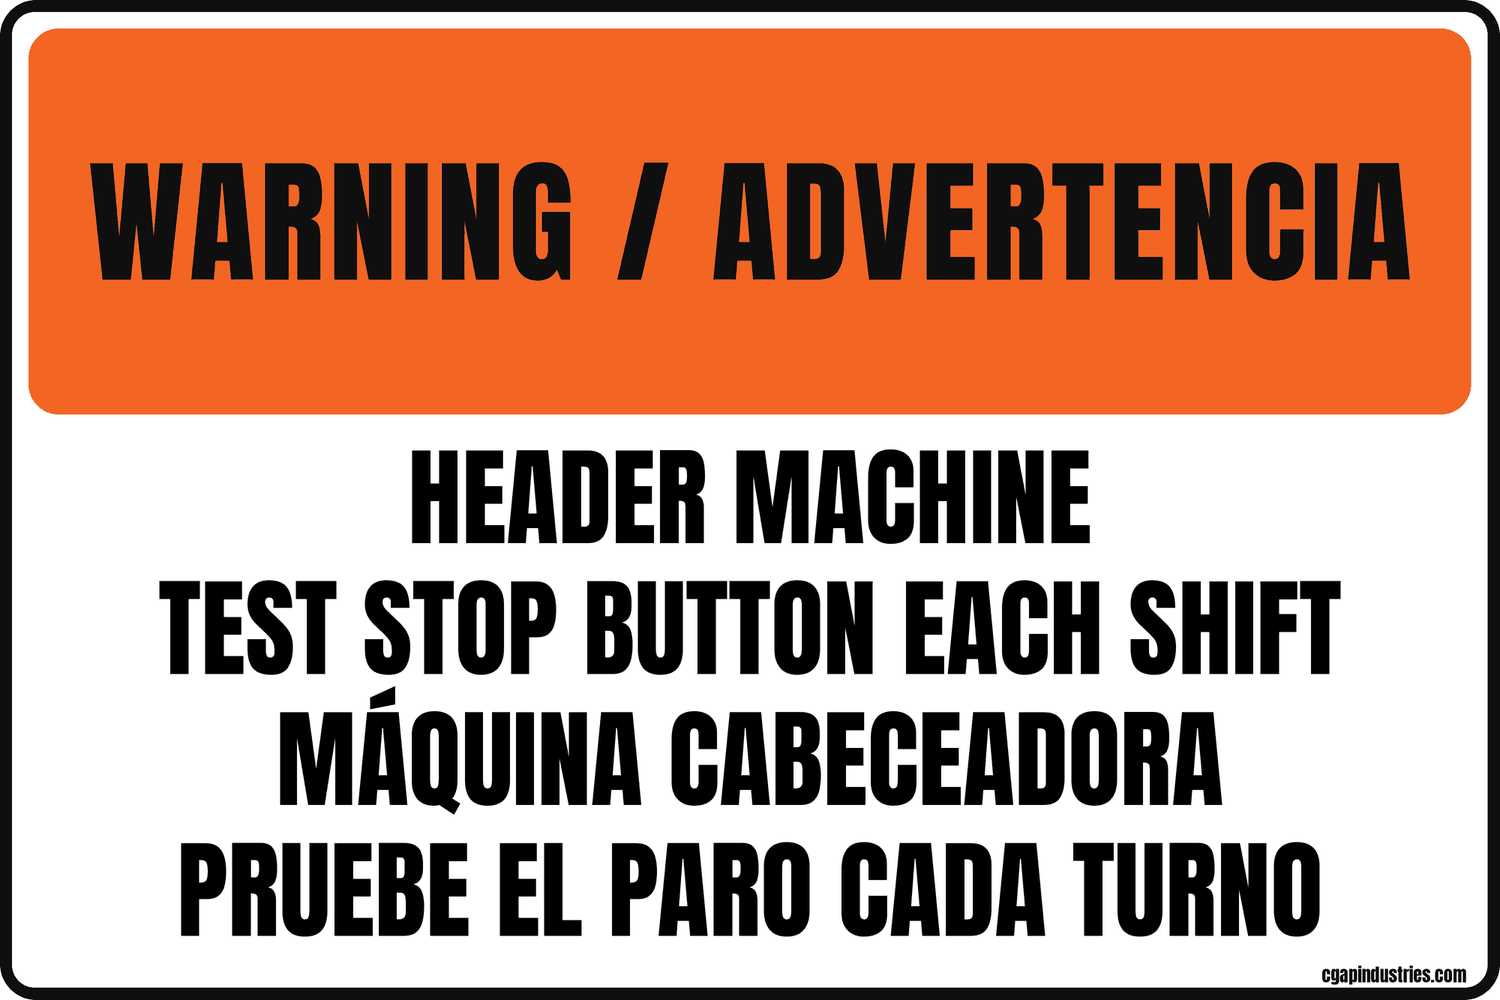 WARNING / ADVERTENCIA
HEADER MACHINE
TEST STOP BUTTON EACH SHIFT
MÁQUINA CABECEADORA
PRUEBE EL PARO CADA TURNO
cgapindustries.com